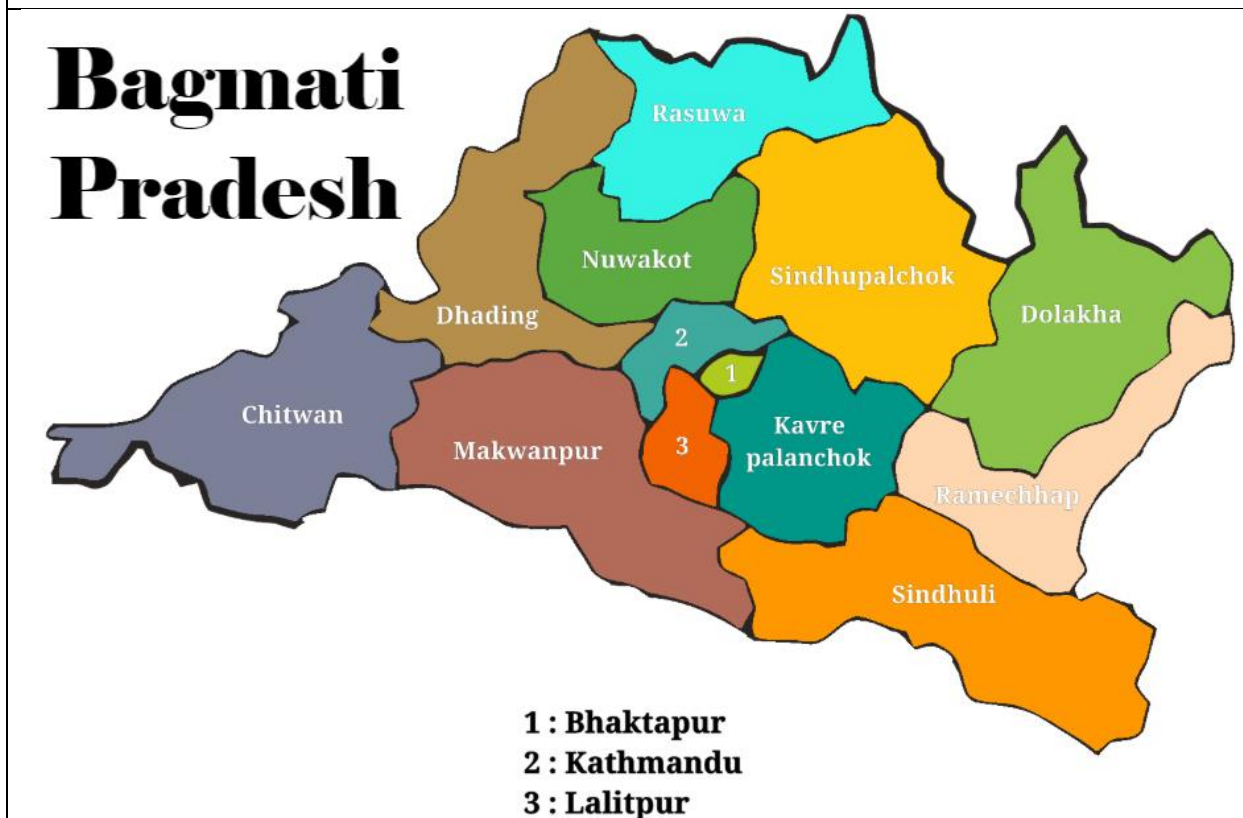 Bagmati
Pradesh
Rasuwa
Nuwakot
Sindhupalchok
Dhading
Dolakha
2
1
Chitwan
Makwanpur
3
Kavre
palanchok
Ramechhap
Sindhuli
1 : Bhaktapur
2 : Kathmandu
3 : Lalitpur